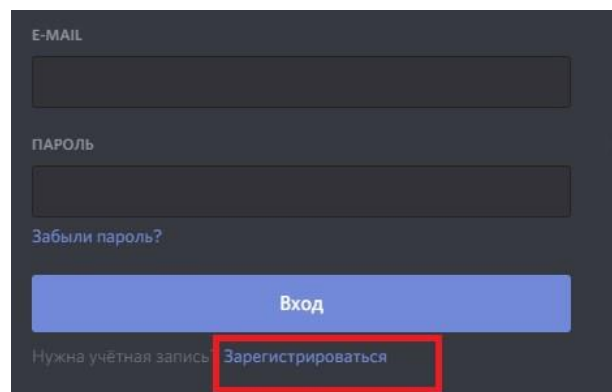 E-MAIL
ПАРОЛЬ
Забыли пароль?
Вход
Нужна учётная запись? Зарегистрироваться